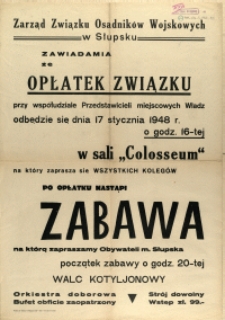 Zarząd Związku Osadników Wojskowych
w Słupsku
ZAWIADAMIA
że
OPŁATEK ZWIĄZKU
przy współudziale Przedstawicieli miejscowych Władz
odbędzie się dnia 17 stycznia 1948 r.
o godz. 16-tej
w sali „Colosseum"
na który zaprasza się WSZYSTKICH KOLEGÓW
PO OPŁATKU NASTĄPI
ZABAWA
na którą zapraszamy Obywateli m. Słupska
początek zabawy o godz. 20-tej
WALC KOTYLJONOWY
Orkiestra doborowa
Bufet obficie zaopatrzony
Strój dowolny
Wstęp zł. 99.-